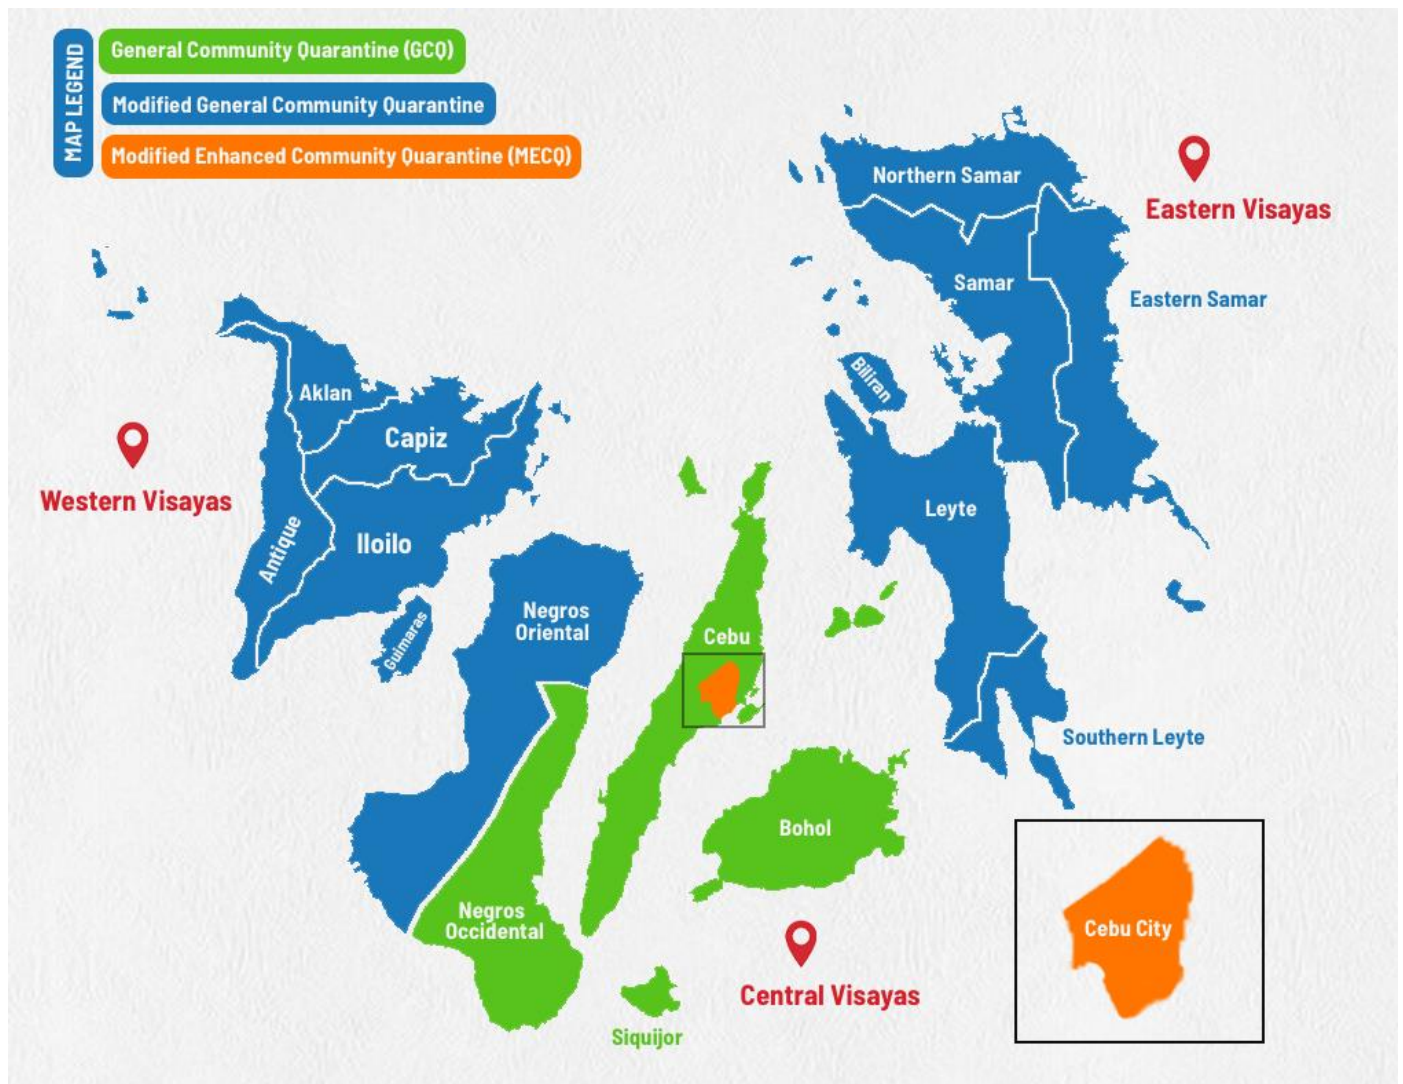 MAP LEGEND
General Community Quarantine (GCQ)
Modified General Community Quarantine
Modified Enhanced Community Quarantine (MECQ)
Northern Samar
Eastern Visayas
Samar
Eastern Samar
Biliran
Aklan
Capiz
Western Visayas
Leyte
Antique
Iloilo
Negros
Oriental
Guimaras
Cebu
Southern Leyte
Bohol
Negros
Occidental
Cebu City
Central Visayas
Siquijor